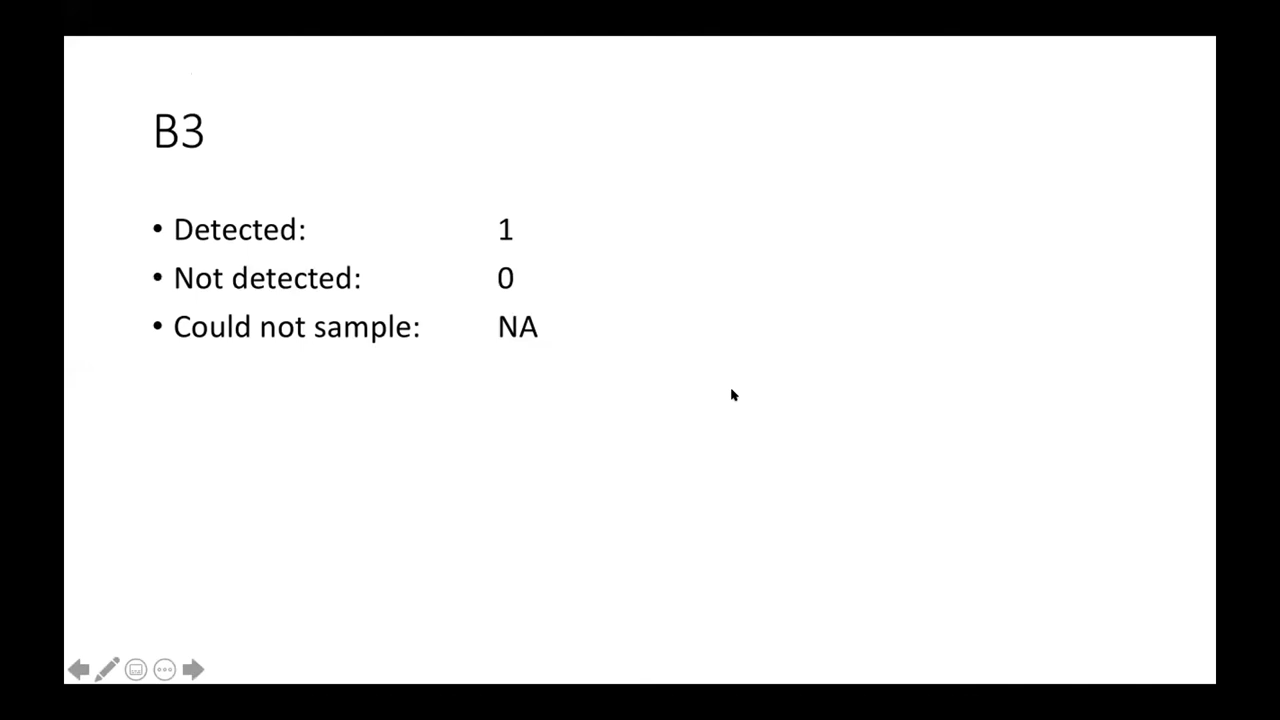 B3
• Detected: 1
• Not detected: 0
• Could not sample: NA